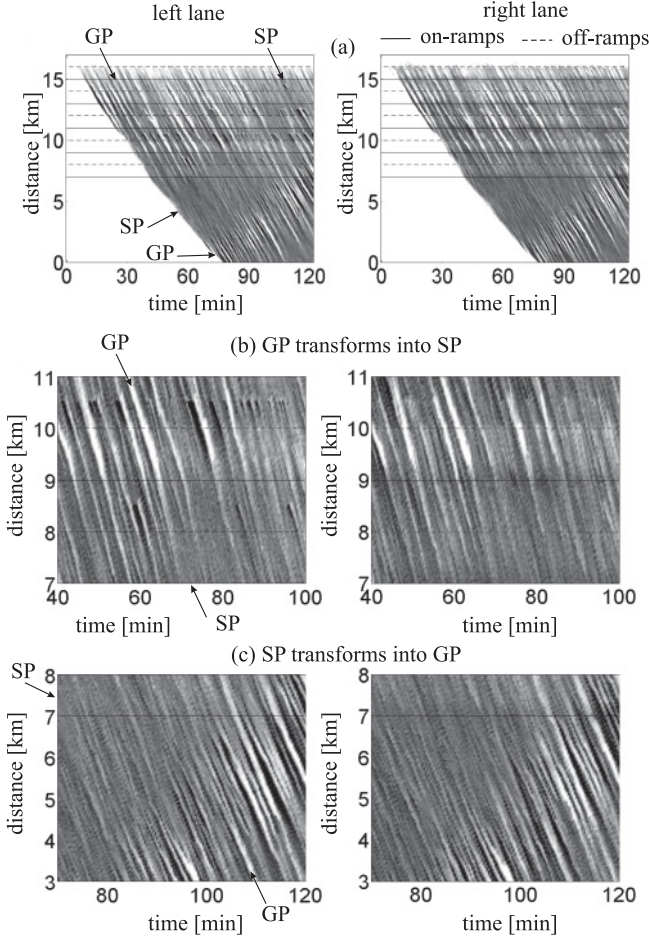 left lane
right lane
GP
SP
(a)
on-ramps
off-ramps
distance [km]
15
10
5
0
SP
GP
0 30 60 90 120
time [min]
distance [km]
15
10
5
0
0 30 60 90 120
time [min]
(b) GP transforms into SP
GP
distance [km]
11
10
9
8
7
40 60 80 100
time [min]
SP
distance [km]
11
10
9
8
7
40 60 80 100
time [min]
(c) SP transforms into GP
SP
distance [km]
8
7
6
5
4
3
80 100 120
time [min]
GP
distance [km]
8
7
6
5
4
3
80 100 120
time [min]